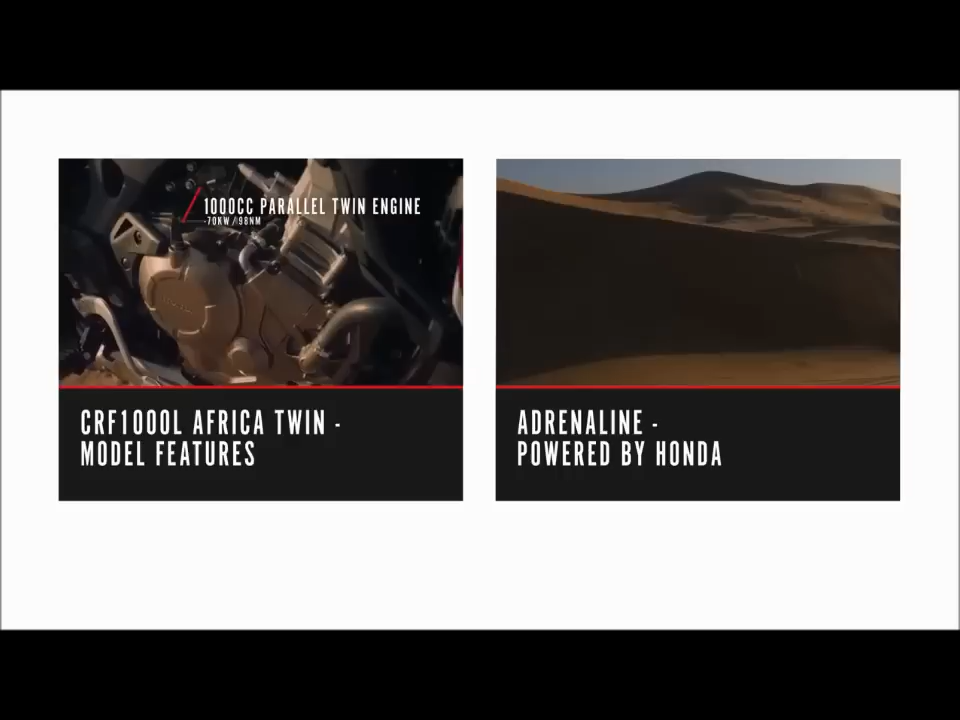 1000CC PARALLEL TWIN ENGINE
-70KW / 98NM
CRF1000L AFRICA TWIN -
MODEL FEATURES
ADRENALINE -
POWERED BY HONDA